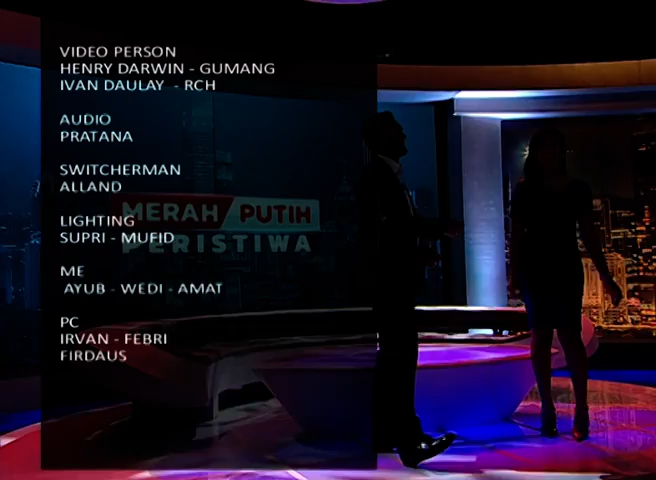 VIDEO PERSON
HENRY DARWIN - GUMANG
IVAN DAULAY - RCH
AUDIO
PRATANA
SWITCHERMAN
ALLAND
LIGHTING
SUPRI - MUFID
ME
AYUB - WEDI - AMAT
PC
IRVAN - FEBRI
FIRDAUS
MERAH PUTIH
PERISTIWA